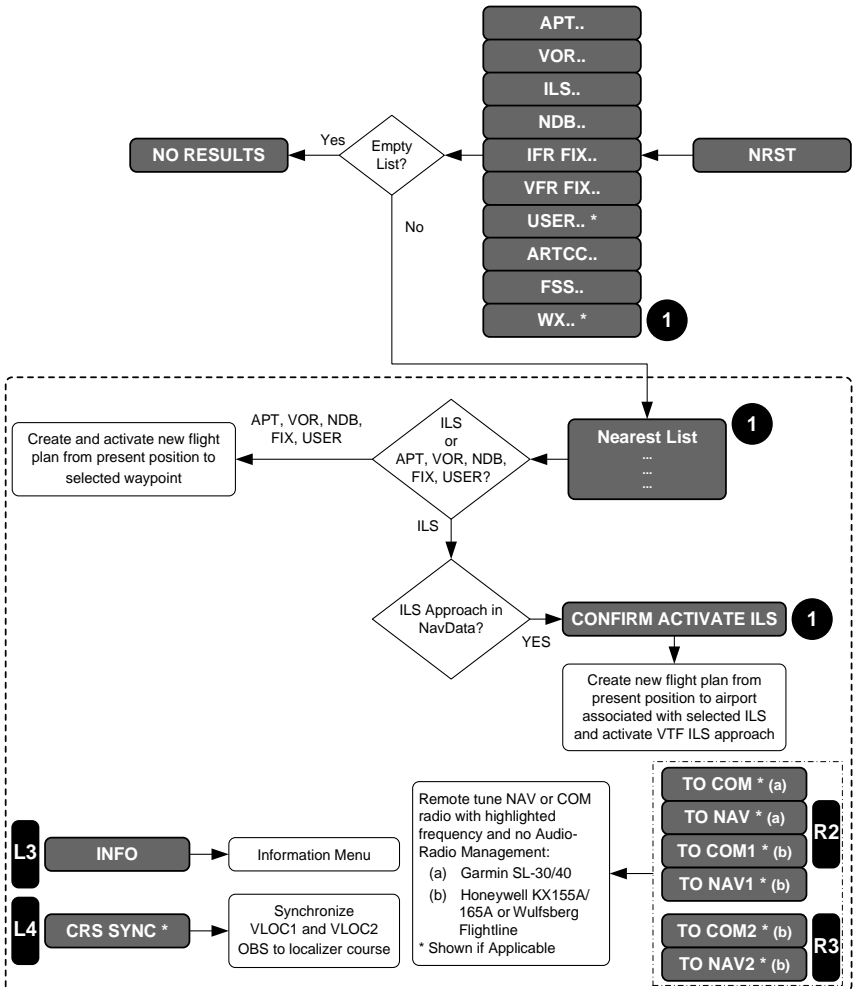 APT..
VOR..
ILS..
NDB..
IFR FIX..
VFR FIX..
USER.. *
ARTCC..
FSS..
WX.. *
1
NRST
Empty
List?
Yes
NO RESULTS
No
Nearest List
...
...
...
1
ILS
or
APT, VOR, NDB,
FIX, USER?
APT, VOR, NDB,
FIX, USER
Create and activate new flight
plan from present position to
selected waypoint
ILS
ILS Approach in
NavData?
YES
CONFIRM ACTIVATE ILS
1
Create new flight plan from
present position to airport
associated with selected ILS
and activate VTF ILS approach
L3
INFO
Information Menu
L4
CRS SYNC *
Synchronize
VLOC1 and VLOC2
OBS to localizer course
Remote tune NAV or COM
radio with highlighted
frequency and no Audio-
Radio Management:
(a) Garmin SL-30/40
(b) Honeywell KX155A/
165A or Wulfsberg
Flightline
* Shown if Applicable
TO COM * (a)
TO NAV * (a)
TO COM1 * (b)
TO NAV1 * (b)
R2
TO COM2 * (b)
TO NAV2 * (b)
R3